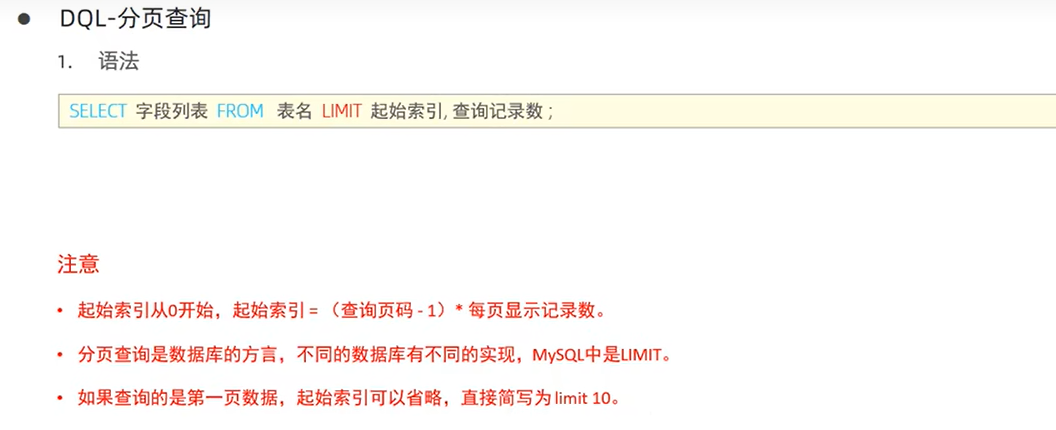 ● DQL-分页查询
1. 语法
SELECT 字段列表 FROM 表名 LIMIT 起始索引, 查询记录数 ;
注意
• 起始索引从0开始，起始索引 = （查询页码 - 1）* 每页显示记录数。
• 分页查询是数据库的方言，不同的数据库有不同的实现，MySQL中是LIMIT。
• 如果查询的是第一页数据，起始索引可以省略，直接简写为 limit 10。